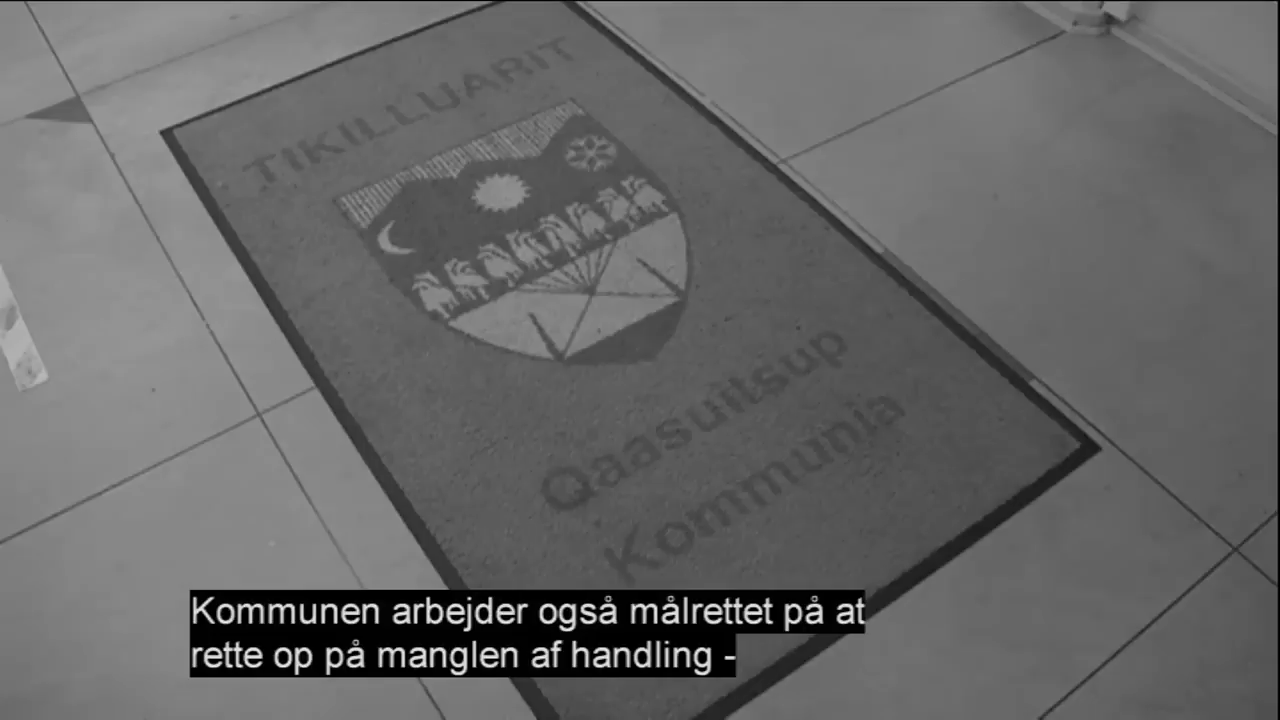 TIKILLUARIT
Qaasuitsup
Kommunia
Kommunen arbejder også målrettet på at
rette op på manglen af handling -